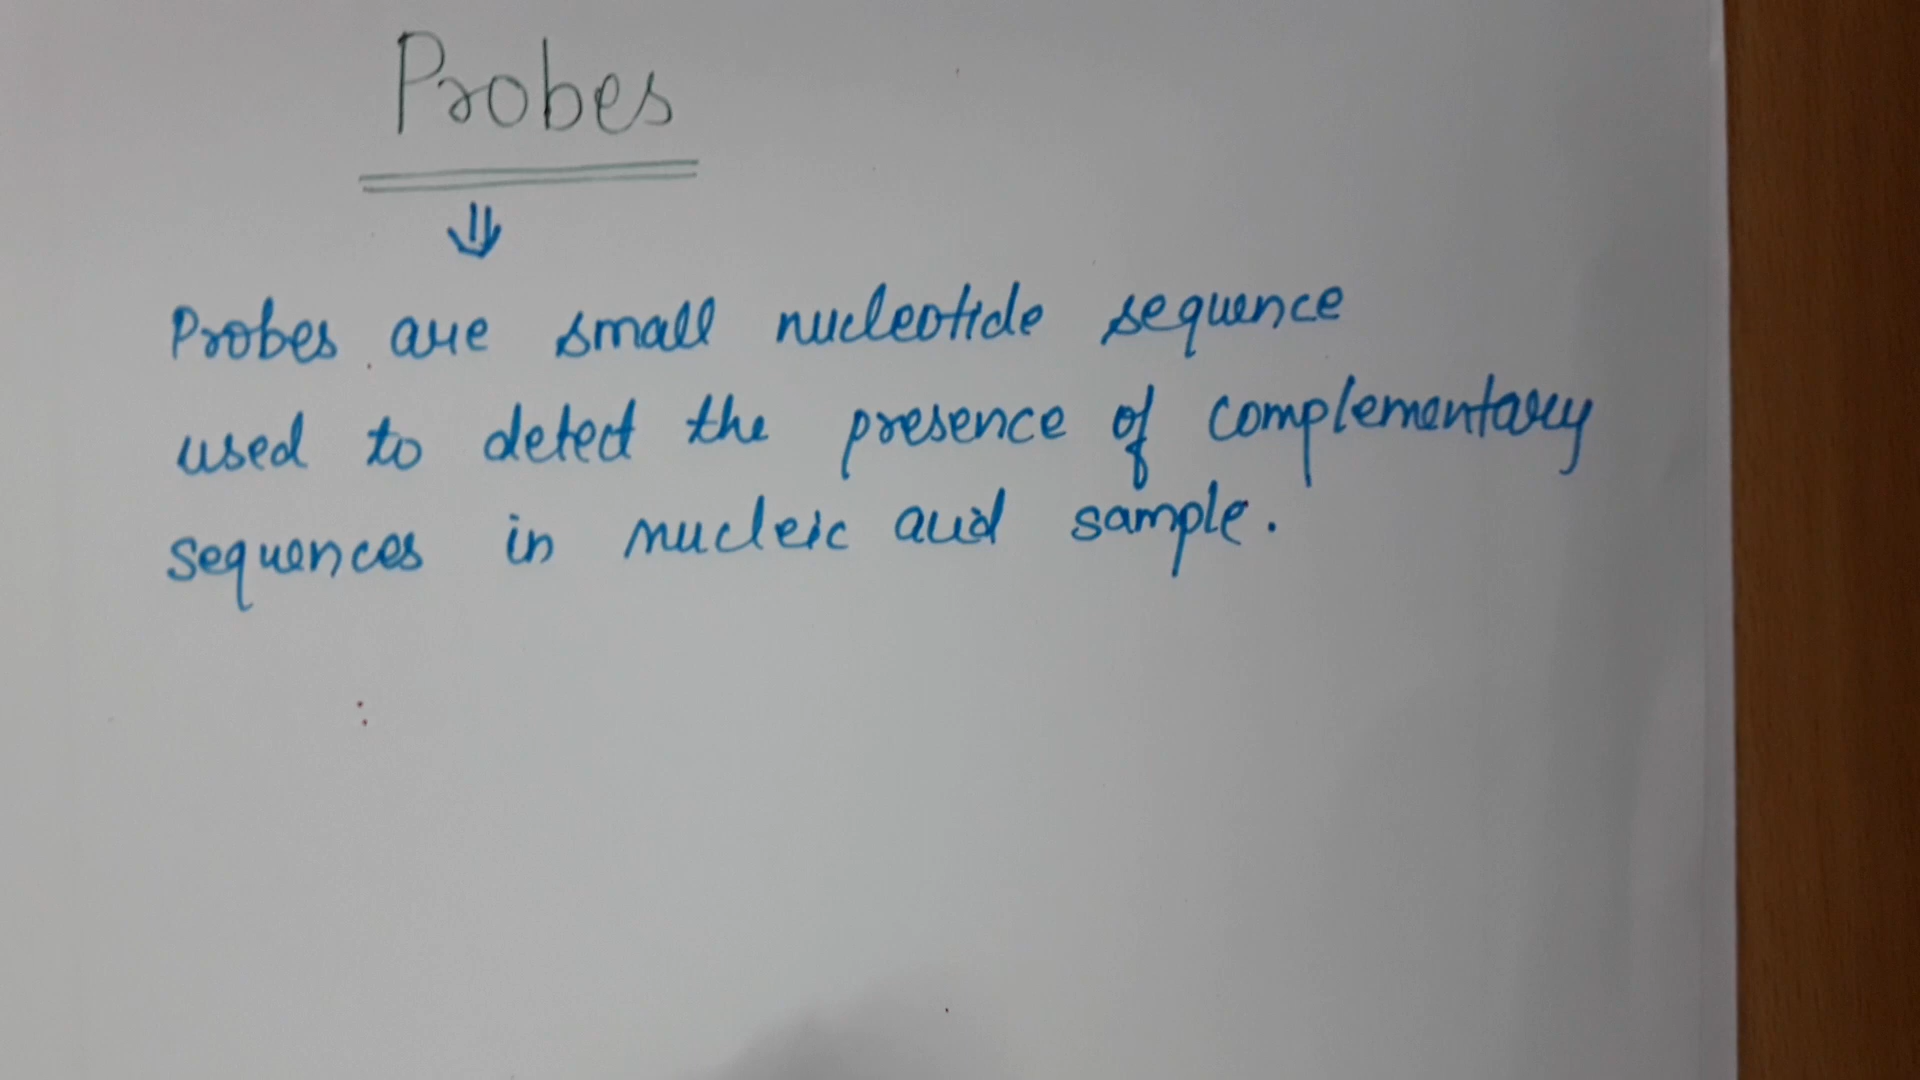 Probes
⇓
Probes are small nucleotide sequence
used to detect the presence of complementary
sequences in nucleic acid sample.